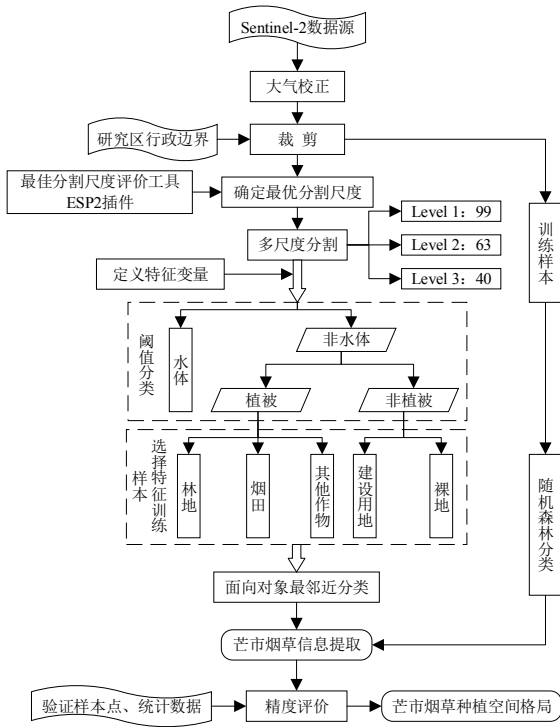 Sentinel-2数据源
大气校正
研究区行政边界
裁 剪
最佳分割尺度评价工具
ESP2插件
确定最优分割尺度
多尺度分割
Level 1：99
Level 2：63
Level 3：40
训练样本
定义特征变量
阈值分类
水体
非水体
植被
非植被
选择特征训练
样本
林地
烟田
其他作物
建设用地
裸地
随机森林分类
面向对象最邻近分类
芒市烟草信息提取
验证样本点、统计数据
精度评价
芒市烟草种植空间格局